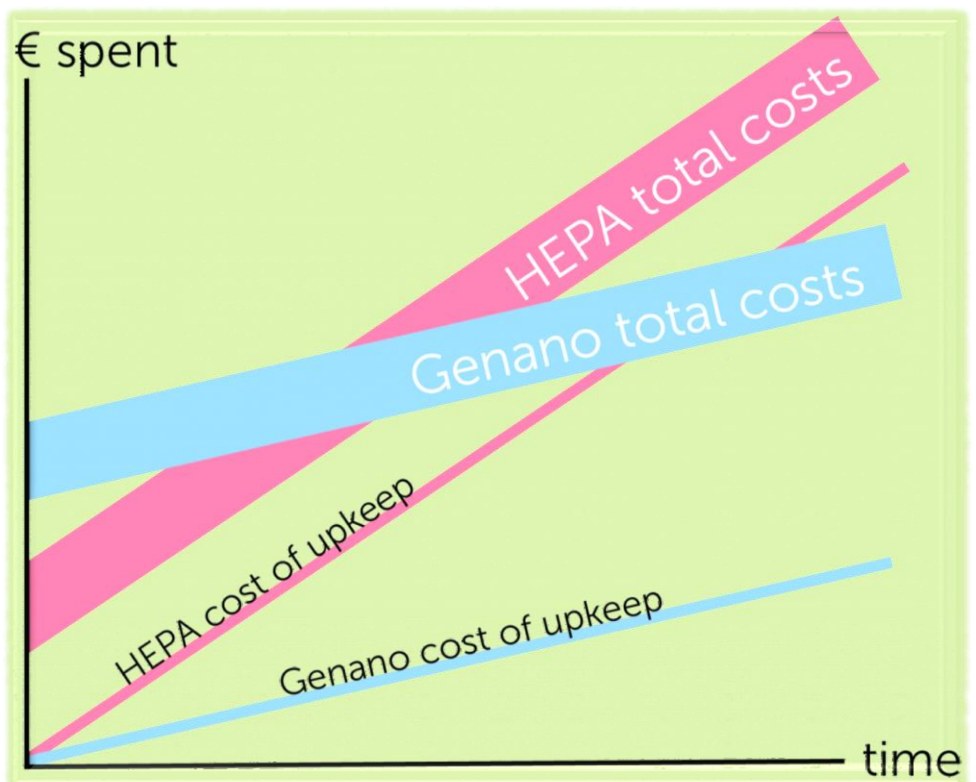 € spent
HEPA total costs
Genano total costs
HEPA cost of upkeep
Genano cost of upkeep
time